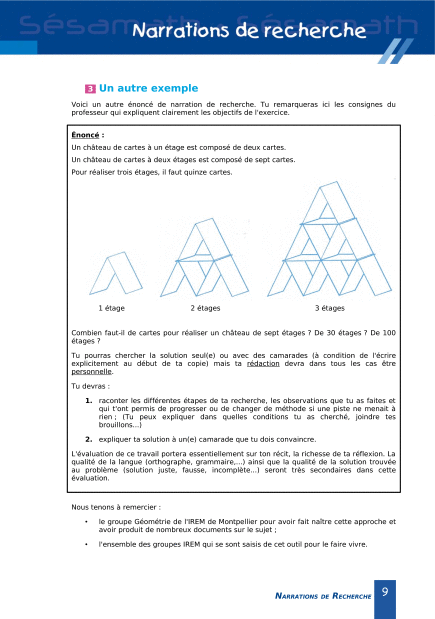 Sésamath Sésamath
Narrations de recherche
3 Un autre exemple
Voici un autre énoncé de narration de recherche. Tu remarqueras ici les consignes du
professeur qui expliquent clairement les objectifs de l'exercice.
Énoncé :
Un château de cartes à un étage est composé de deux cartes.
Un château de cartes à deux étages est composé de sept cartes.
Pour réaliser trois étages, il faut quinze cartes.
1 étage 2 étages 3 étages
Combien faut-il de cartes pour réaliser un château de sept étages ? De 30 étages ? De 100
étages ?
Tu pourras chercher la solution seul(e) ou avec des camarades (à condition de l'écrire
explicitement au début de ta copie) mais ta rédaction devra dans tous les cas être
personnelle.
Tu devras :
1. raconter les différentes étapes de ta recherche, les observations que tu as faites et
qui t'ont permis de progresser ou de changer de méthode si une piste ne menait à
rien ; (Tu peux expliquer dans quelles conditions tu as cherché, joindre tes
brouillons...)
2. expliquer ta solution à un(e) camarade que tu dois convaincre.
L'évaluation de ce travail portera essentiellement sur ton récit, la richesse de ta réflexion. La
qualité de la langue (orthographe, grammaire,...) ainsi que la qualité de la solution trouvée
au problème (solution juste, fausse, incomplète...) seront très secondaires dans cette
évaluation.
Nous tenons à remercier :
• le groupe Géométrie de l'IREM de Montpellier pour avoir fait naître cette approche et
avoir produit de nombreux documents sur le sujet ;
• l'ensemble des groupes IREM qui se sont saisis de cet outil pour le faire vivre.
NARRATIONS DE RECHERCHE 9